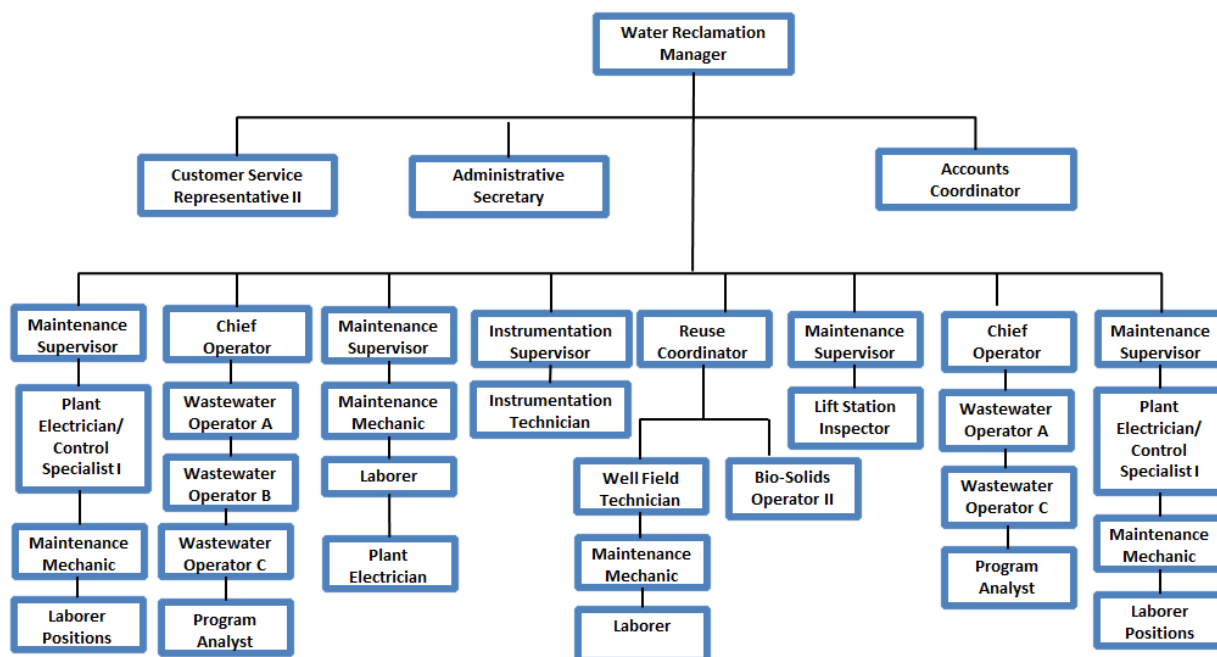 Water Reclamation
Manager
Customer Service
Representative II
Administrative
Secretary
Accounts
Coordinator
Maintenance
Supervisor
Chief
Operator
Maintenance
Supervisor
Instrumentation
Supervisor
Reuse
Coordinator
Maintenance
Supervisor
Chief
Operator
Maintenance
Supervisor
Plant
Electrician/
Control
Specialist I
Wastewater
Operator A
Maintenance
Mechanic
Instrumentation
Technician
Lift Station
Inspector
Wastewater
Operator A
Plant
Electrician/
Control
Specialist I
Wastewater
Operator B
Laborer
Well Field
Technician
Bio-Solids
Operator II
Wastewater
Operator C
Maintenance
Mechanic
Wastewater
Operator C
Plant
Electrician
Maintenance
Mechanic
Program
Analyst
Maintenance
Mechanic
Laborer
Positions
Program
Analyst
Laborer
Laborer
Positions